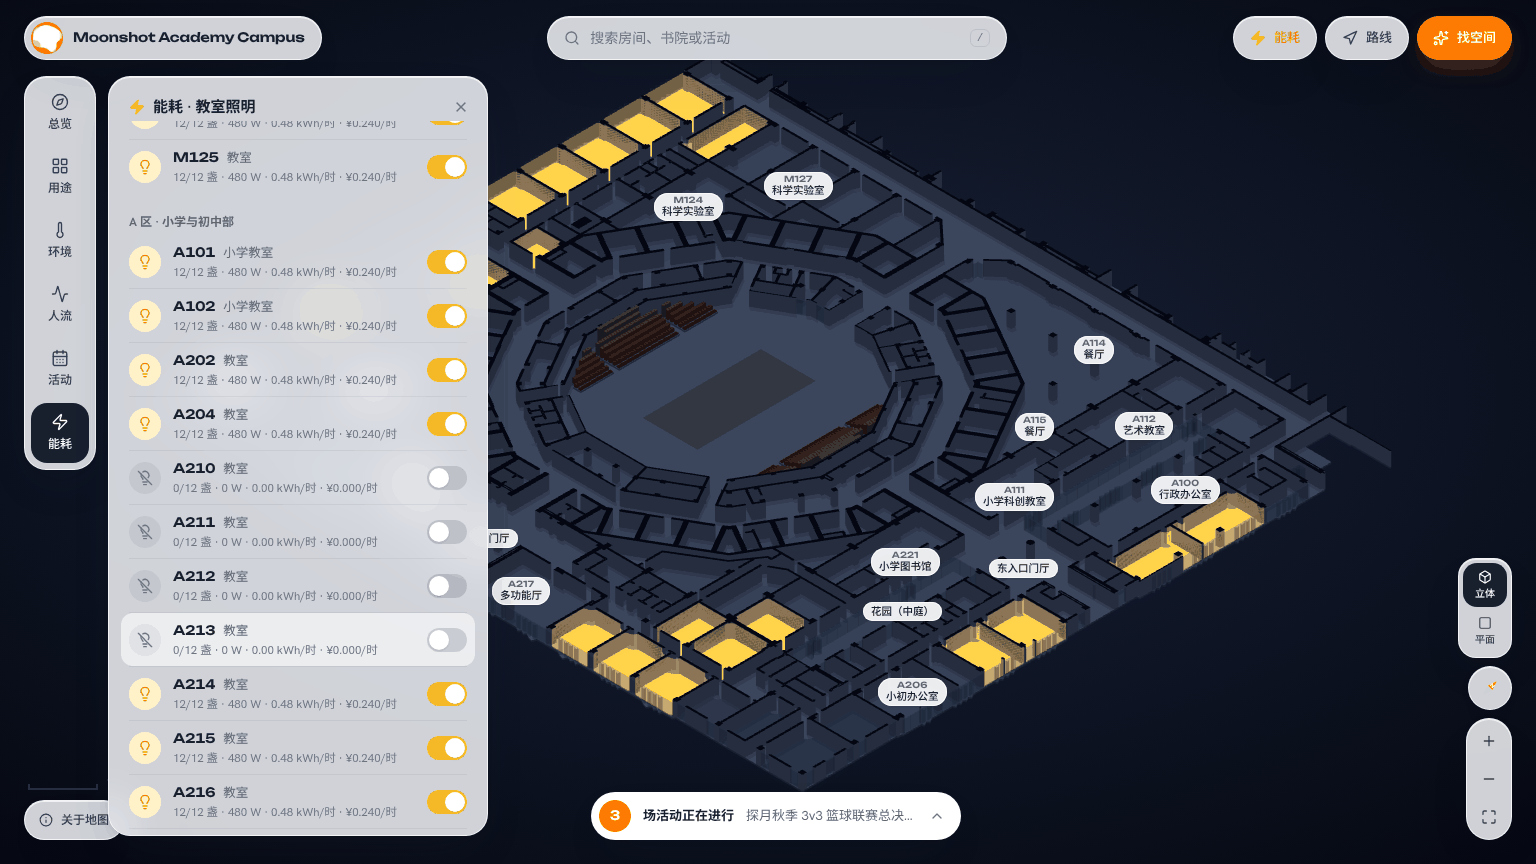 Moonshot Academy Campus
搜索房间、书院或活动
/
能耗
路线
找空间
总览
用途
环境
人流
活动
能耗
能耗 · 教室照明
12/12 盏 · 480 W · 0.48 kWh/时 · ¥0.240/时
M125 教室
12/12 盏 · 480 W · 0.48 kWh/时 · ¥0.240/时
A 区 · 小学与初中部
A101 小学教室
12/12 盏 · 480 W · 0.48 kWh/时 · ¥0.240/时
A102 小学教室
12/12 盏 · 480 W · 0.48 kWh/时 · ¥0.240/时
A202 教室
12/12 盏 · 480 W · 0.48 kWh/时 · ¥0.240/时
A204 教室
12/12 盏 · 480 W · 0.48 kWh/时 · ¥0.240/时
A210 教室
0/12 盏 · 0 W · 0.00 kWh/时 · ¥0.000/时
A211 教室
0/12 盏 · 0 W · 0.00 kWh/时 · ¥0.000/时
A212 教室
0/12 盏 · 0 W · 0.00 kWh/时 · ¥0.000/时
A213 教室
0/12 盏 · 0 W · 0.00 kWh/时 · ¥0.000/时
A214 教室
12/12 盏 · 480 W · 0.48 kWh/时 · ¥0.240/时
A215 教室
12/12 盏 · 480 W · 0.48 kWh/时 · ¥0.240/时
A216 教室
12/12 盏 · 480 W · 0.48 kWh/时 · ¥0.240/时
关于地图
M127
科学实验室
M124
科学实验室
A114
餐厅
A115
餐厅
A112
艺术教室
A111
小学科创教室
A100
行政办公室
门厅
A221
小学图书馆
东入口门厅
A217
多功能厅
花园（中庭）
A206
小初办公室
立体
平面
3
场活动正在进行
探月秋季 3v3 篮球联赛总决...